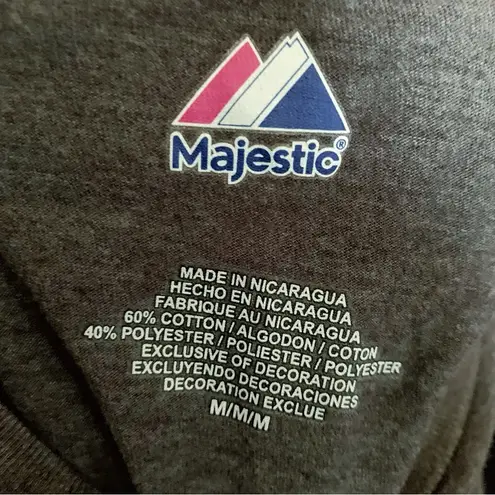 Majestic®
MADE IN NICARAGUA
HECHO EN NICARAGUA
FABRIQUE AU NICARAGUA
60% COTTON / ALGODON / COTON
40% POLYESTER / POLIESTER / POLYESTER
EXCLUSIVE OF DECORATION
EXCLUYENDO DECORACIONES
DECORATION EXCLUE
M/M/M